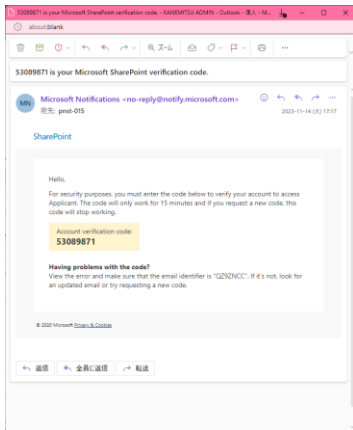 53089871 is your Microsoft SharePoint verification code. - KANEMITSU ADMIN - Outlook - 個人 - M...
about:blank
ズーム
53089871 is your Microsoft SharePoint verification code.
MN
Microsoft Notifications <no-reply@notify.microsoft.com>
宛先: pnst-015
2023-11-14 (火) 17:17
SharePoint
Hello,
For security purposes, you must enter the code below to verify your account to access
Applicant. The code will only work for 15 minutes and if you request a new code, this
code will stop working.
Account verification code:
53089871
Having problems with the code?
View the error and make sure that the email identifier is "QZ9ZNCC". If it's not, look for
an updated email or try requesting a new code.
© 2020 Microsoft Privacy & Cookies
返信
全員に返信
転送